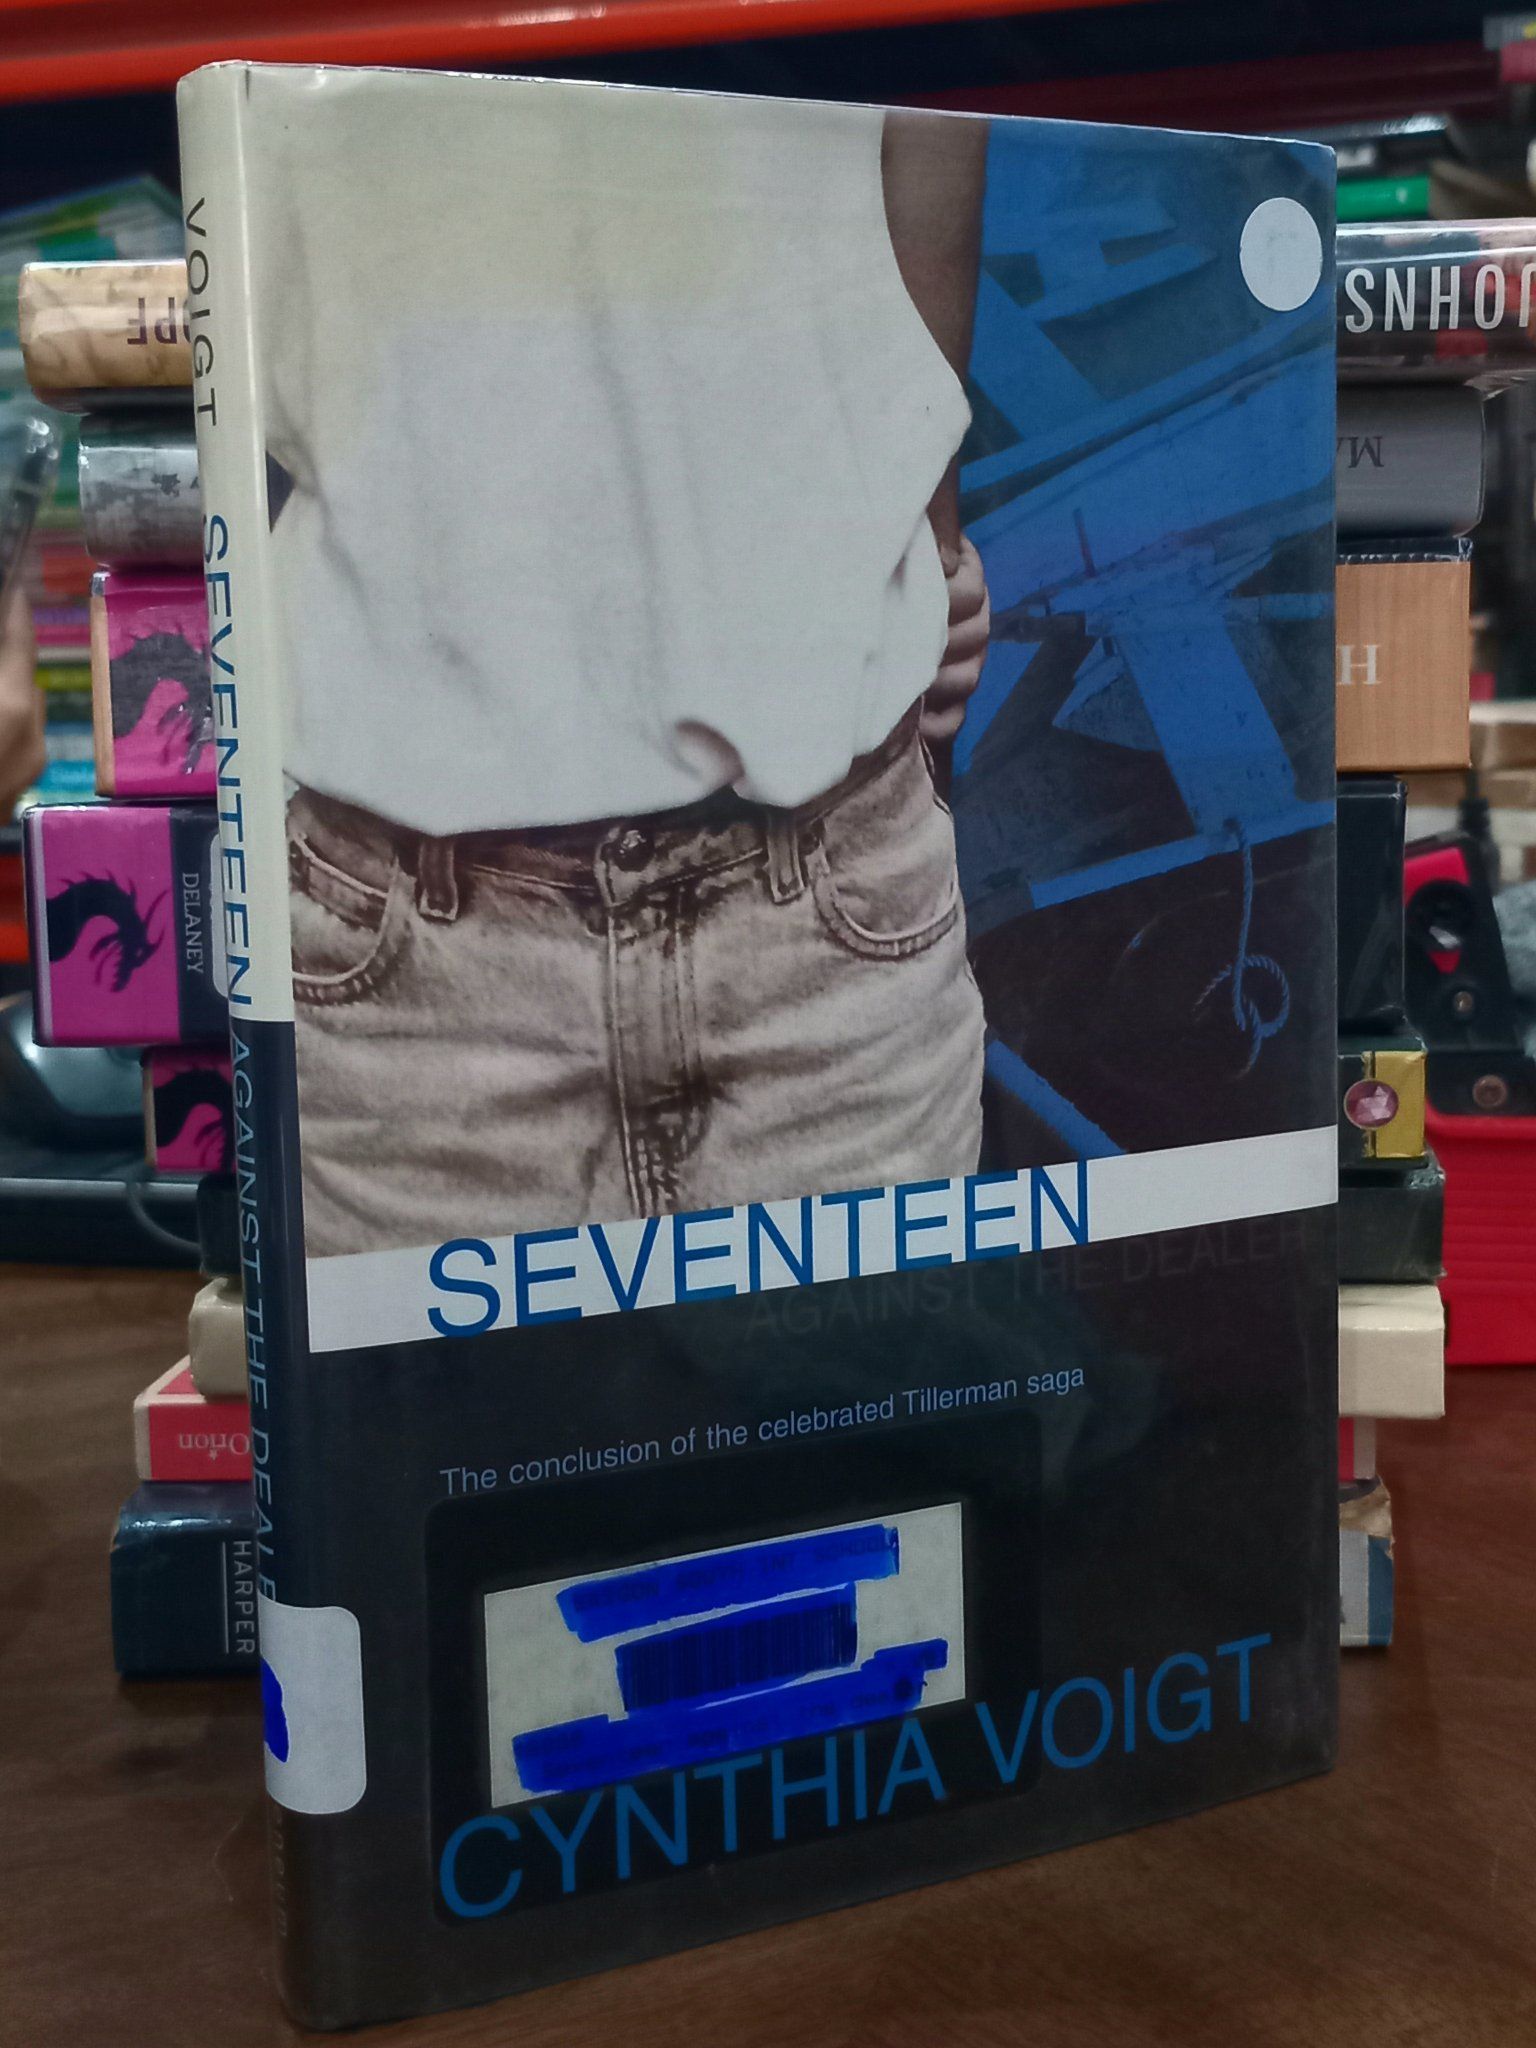 VOIGT SEVENTEEN AGAINST THE DEALE
SEVENTEEN
AGAINST THE DEALER
The conclusion of the celebrated Tillerman saga
CYNTHIA VOIGT
DELANEY
Orion
HARPER
JOHNS
MA
H